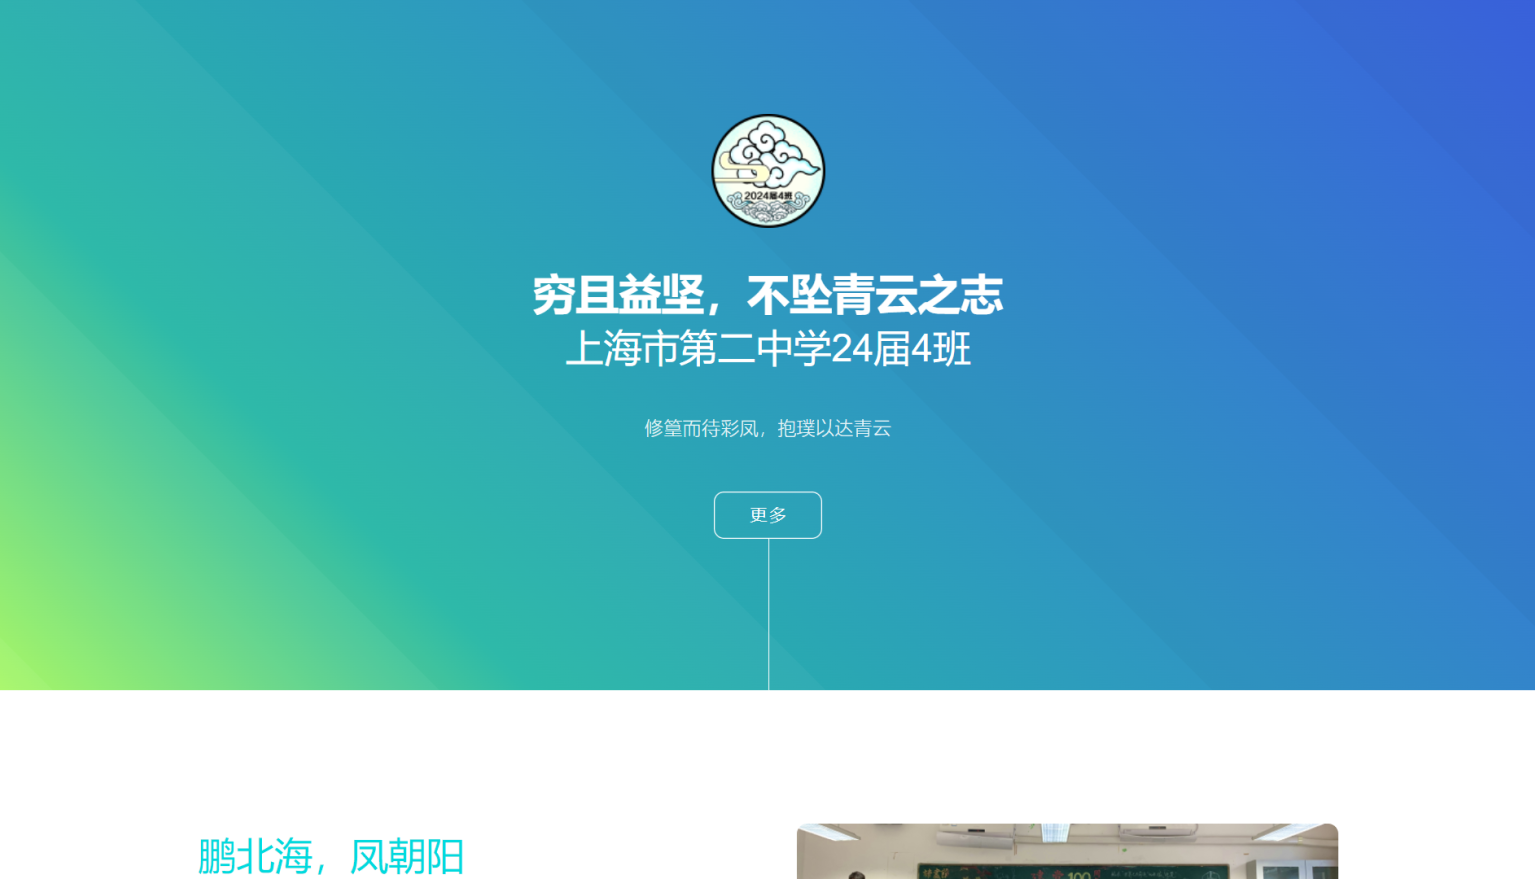 2024届4班
穷且益坚，不坠青云之志
上海市第二中学24届4班
修篁而待彩凤，抱璞以达青云
更多
鹏北海，凤朝阳
100